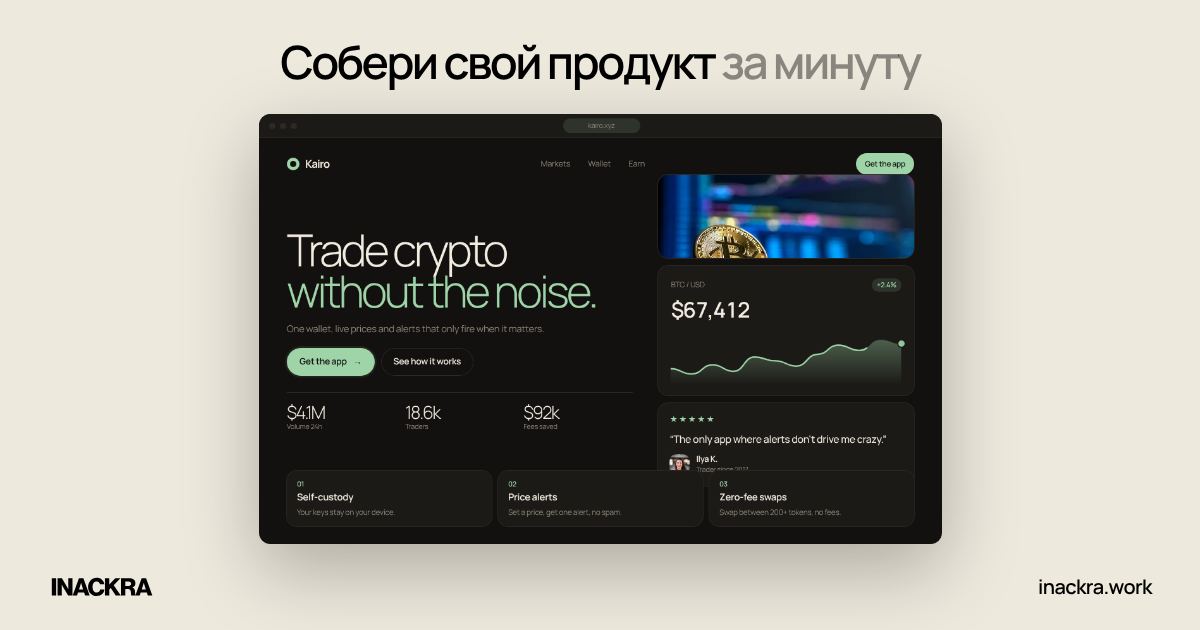 Собери свой продукт за минуту
kairo.xyz
Kairo
Markets Wallet Earn
Get the app
Trade crypto
without the noise.
One wallet, live prices and alerts that only fire when it matters.
Get the app →
See how it works
$4.1M
Volume 24h
18.6k
Traders
$92k
Fees saved
BTC / USD
+2.4%
$67,412
★★★★★
“The only app where alerts don’t drive me crazy.”
Ilya K.
Trader since 2017
01
Self-custody
Your keys stay on your device.
02
Price alerts
Set a price, get one alert, no spam.
03
Zero-fee swaps
Swap between 200+ tokens, no fees.
INACKRA
inackra.work